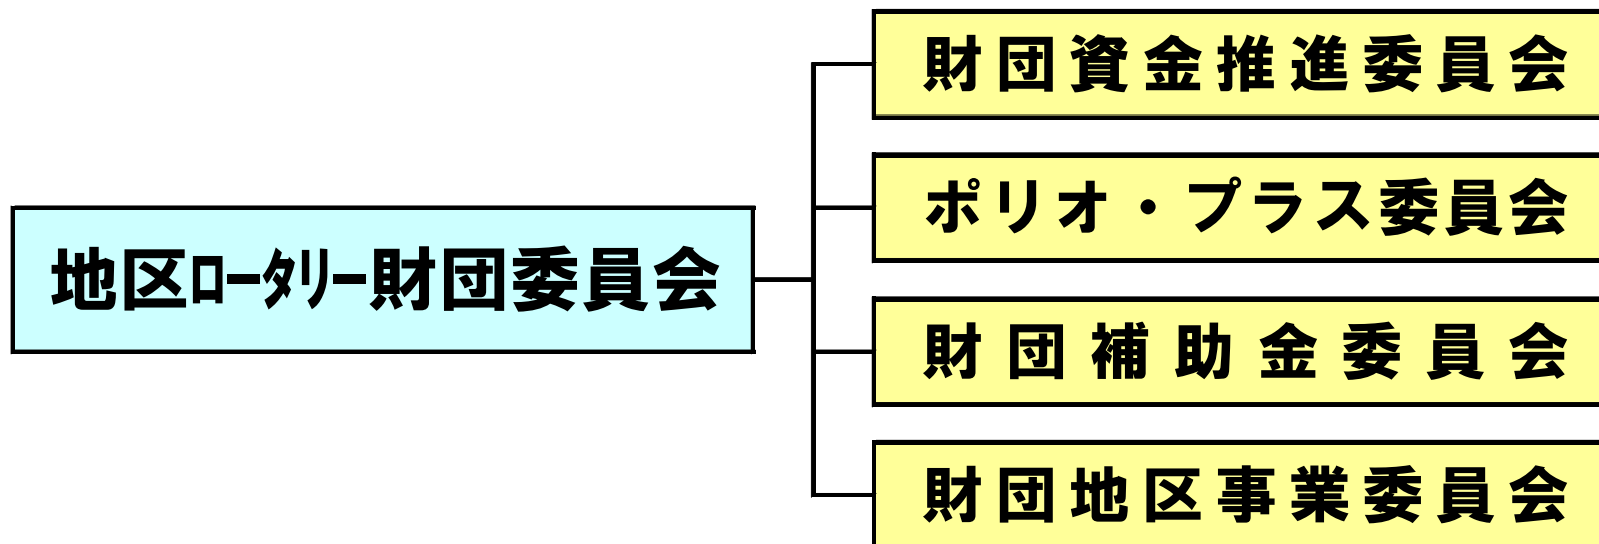 財団資金推進委員会
ポリオ・プラス委員会
地区ﾛｰﾀﾘｰ財団委員会
財団補助金委員会
財団地区事業委員会